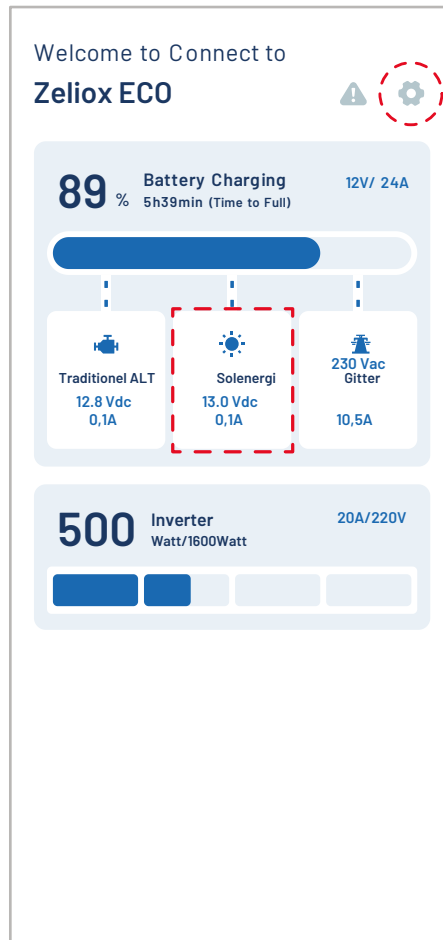 Welcome to Connect to
Zeliox ECO
89 %
Battery Charging
5h39min (Time to Full)
12V/ 24A
Traditionel ALT
12.8 Vdc
0,1A
Solenergi
13.0 Vdc
0,1A
230 Vac
Gitter
10,5A
500
Inverter
Watt/1600Watt
20A/220V